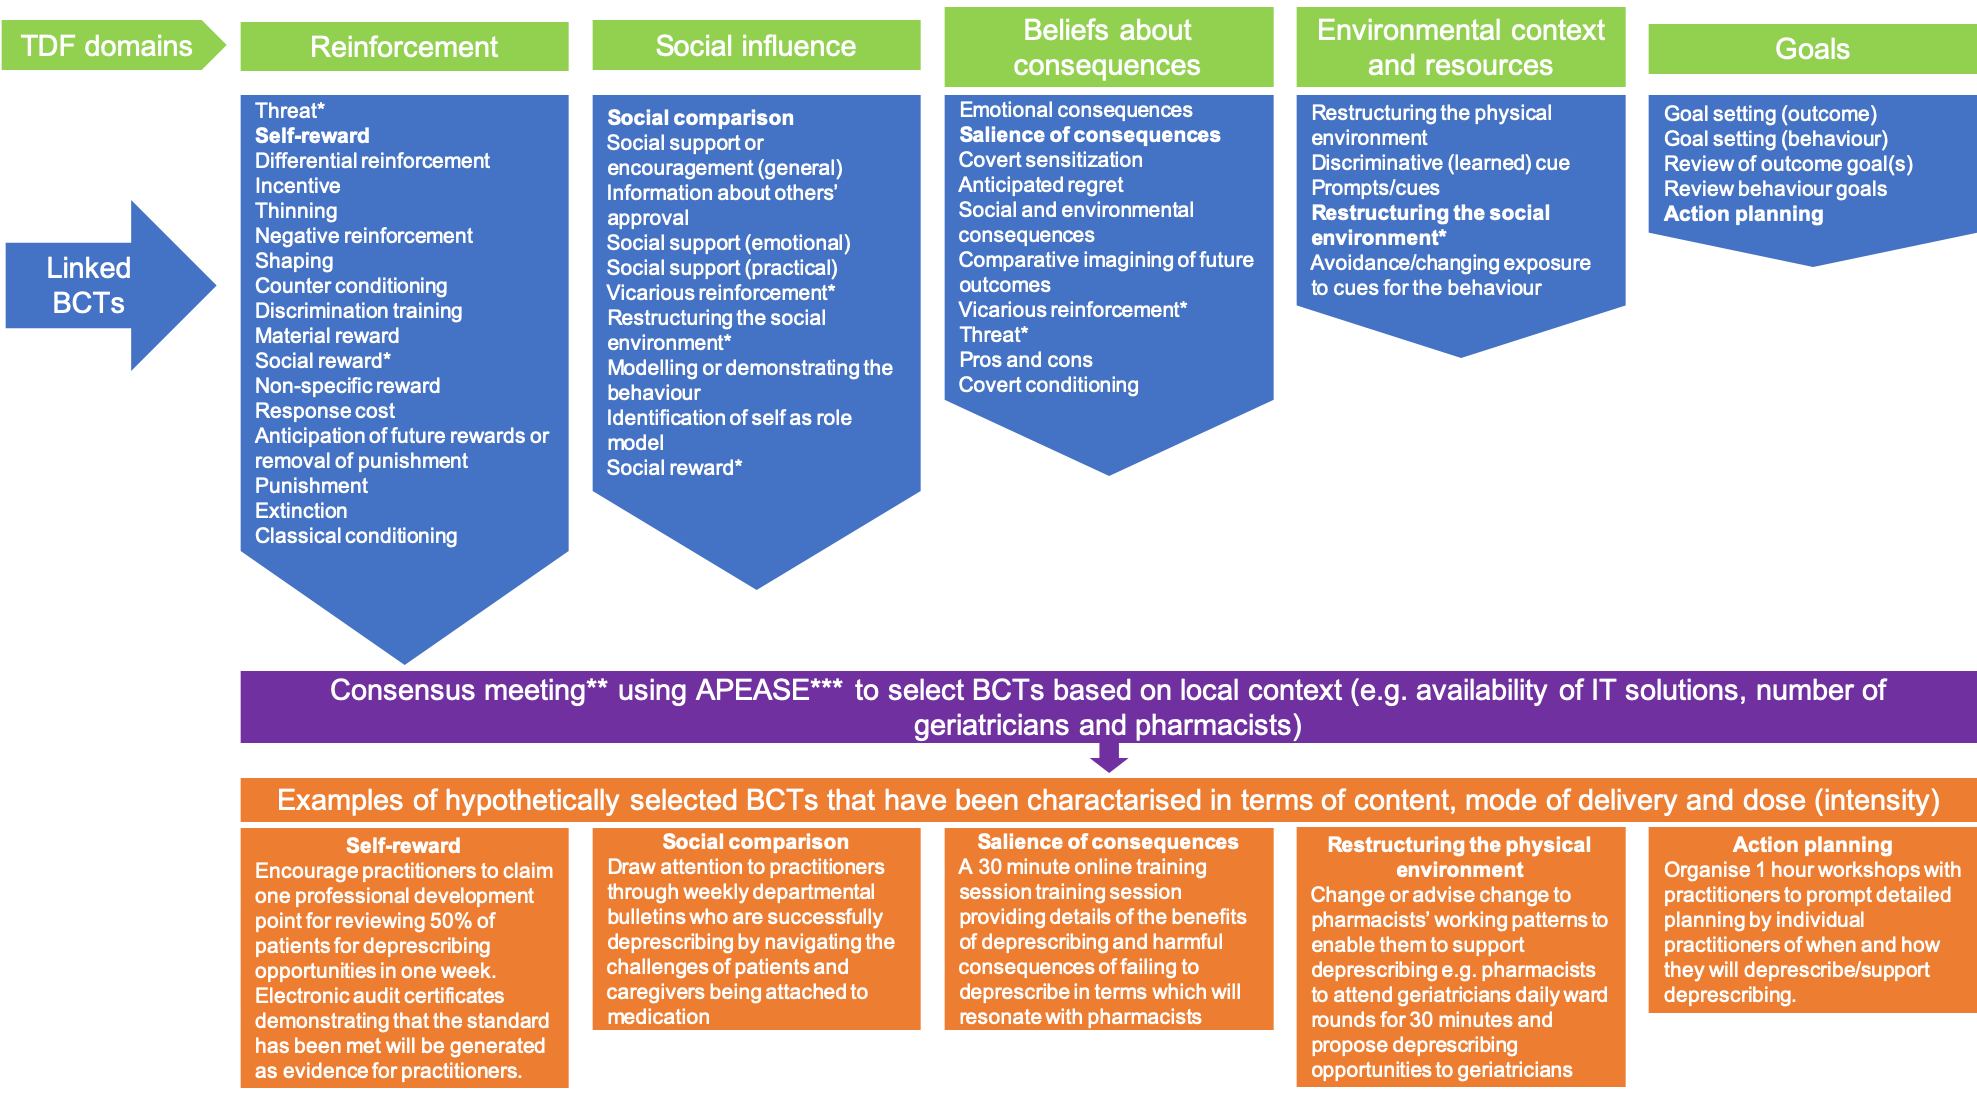 TDF domains
Reinforcement
Social influence
Beliefs about
consequences
Environmental context
and resources
Goals
Linked
BCTs
Threat*
Self-reward
Differential reinforcement
Incentive
Thinning
Negative reinforcement
Shaping
Counter conditioning
Discrimination training
Material reward
Social reward*
Non-specific reward
Response cost
Anticipation of future rewards or
removal of punishment
Punishment
Extinction
Classical conditioning
Social comparison
Social support or
encouragement (general)
Information about others’
approval
Social support (emotional)
Social support (practical)
Vicarious reinforcement*
Restructuring the social
environment*
Modelling or demonstrating the
behaviour
Identification of self as role
model
Social reward*
Emotional consequences
Salience of consequences
Covert sensitization
Anticipated regret
Social and environmental
consequences
Comparative imagining of future
outcomes
Vicarious reinforcement*
Threat*
Pros and cons
Covert conditioning
Restructuring the physical
environment
Discriminative (learned) cue
Prompts/cues
Restructuring the social
environment*
Avoidance/changing exposure
to cues for the behaviour
Goal setting (outcome)
Goal setting (behaviour)
Review of outcome goal(s)
Review behaviour goals
Action planning
Consensus meeting** using APEASE*** to select BCTs based on local context (e.g. availability of IT solutions, number of
geriatricians and pharmacists)
Examples of hypothetically selected BCTs that have been charactarised in terms of content, mode of delivery and dose (intensity)
Self-reward
Encourage practitioners to claim
one professional development
point for reviewing 50% of
patients for deprescribing
opportunities in one week.
Electronic audit certificates
demonstrating that the standard
has been met will be generated
as evidence for practitioners.
Social comparison
Draw attention to practitioners
through weekly departmental
bulletins who are successfully
deprescribing by navigating the
challenges of patients and
caregivers being attached to
medication
Salience of consequences
A 30 minute online training
session training session
providing details of the benefits
of deprescribing and harmful
consequences of failing to
deprescribe in terms which will
resonate with pharmacists
Restructuring the physical
environment
Change or advise change to
pharmacists’ working patterns to
enable them to support
deprescribing e.g. pharmacists
to attend geriatricians daily ward
rounds for 30 minutes and
propose deprescribing
opportunities to geriatricians
Action planning
Organise 1 hour workshops with
practitioners to prompt detailed
planning by individual
practitioners of when and how
they will deprescribe/support
deprescribing.